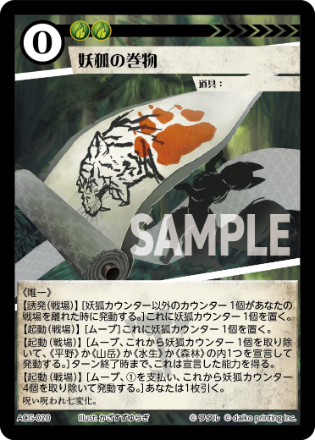 0
妖狐の巻物
道具：
SAMPLE
《唯一》
【誘発（戦場）】［妖狐カウンター以外のカウンター 1個があなたの
戦場を離れた時に発動する。］これに妖狐カウンター1個を置く。
【起動（戦場）】［ムーブ］これに妖狐カウンター1個を置く。
【起動（戦場）】［ムーブ、これから妖狐カウンター1個を取り除
いて、《平野》か《山岳》か《水生》か《森林》の内1つを宣言して
発動する。］ターン終了時まで、これは宣言した能力を得る。
【起動（戦場）】［ムーブ、①を支払い、これから妖狐カウンター
4個を取り除いて発動する。］あなたは1枚引く。
呪い呪われ七変化。
ACG-020 Illust. かざすずゆらぎ © daiko printing inc.